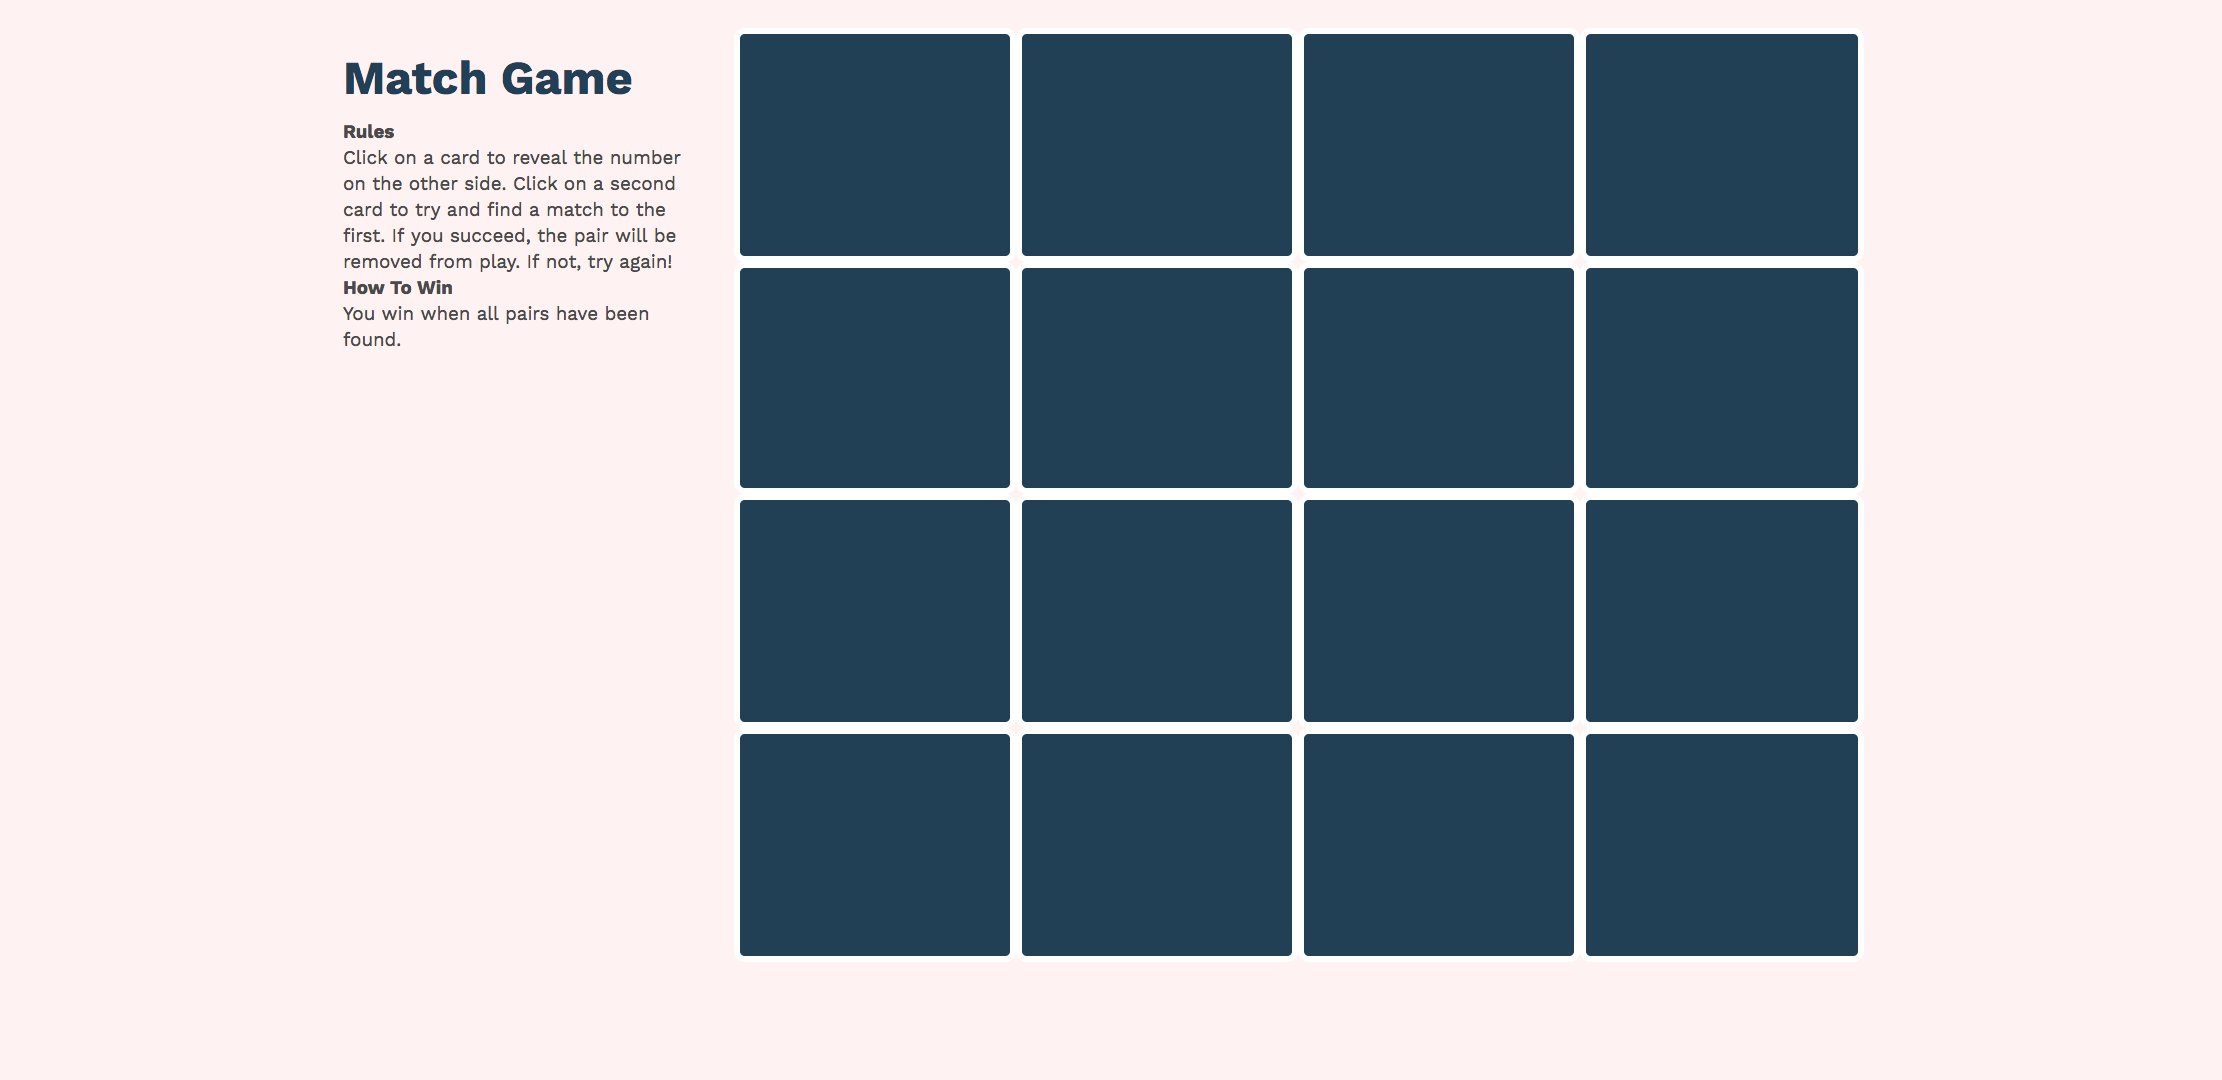 Match Game
Rules
Click on a card to reveal the number
on the other side. Click on a second
card to try and find a match to the
first. If you succeed, the pair will be
removed from play. If not, try again!
How To Win
You win when all pairs have been
found.